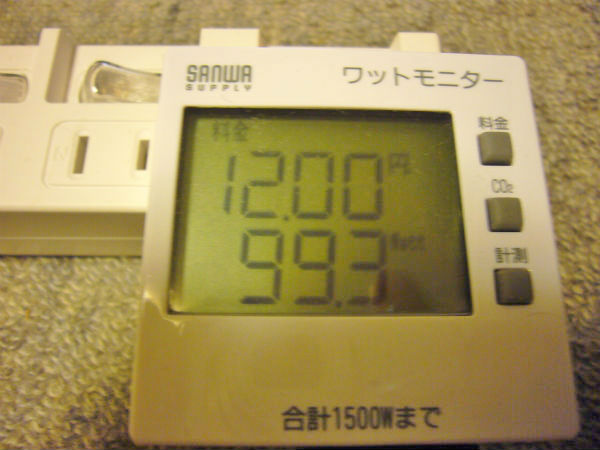 SANWA
SUPPLY
ワットモニター
料金
12.00 円
99.3 Watt
料金
CO₂
計測
合計1500Wまで
N